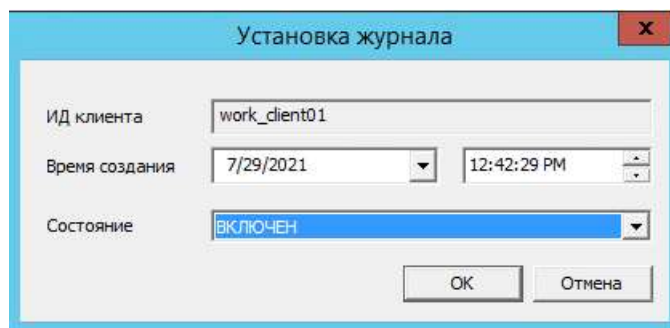 Установка журнала
x
ИД клиента work_client01
Время создания 7/29/2021 12:42:29 PM
Состояние ВКЛЮЧЕН
OK Отмена